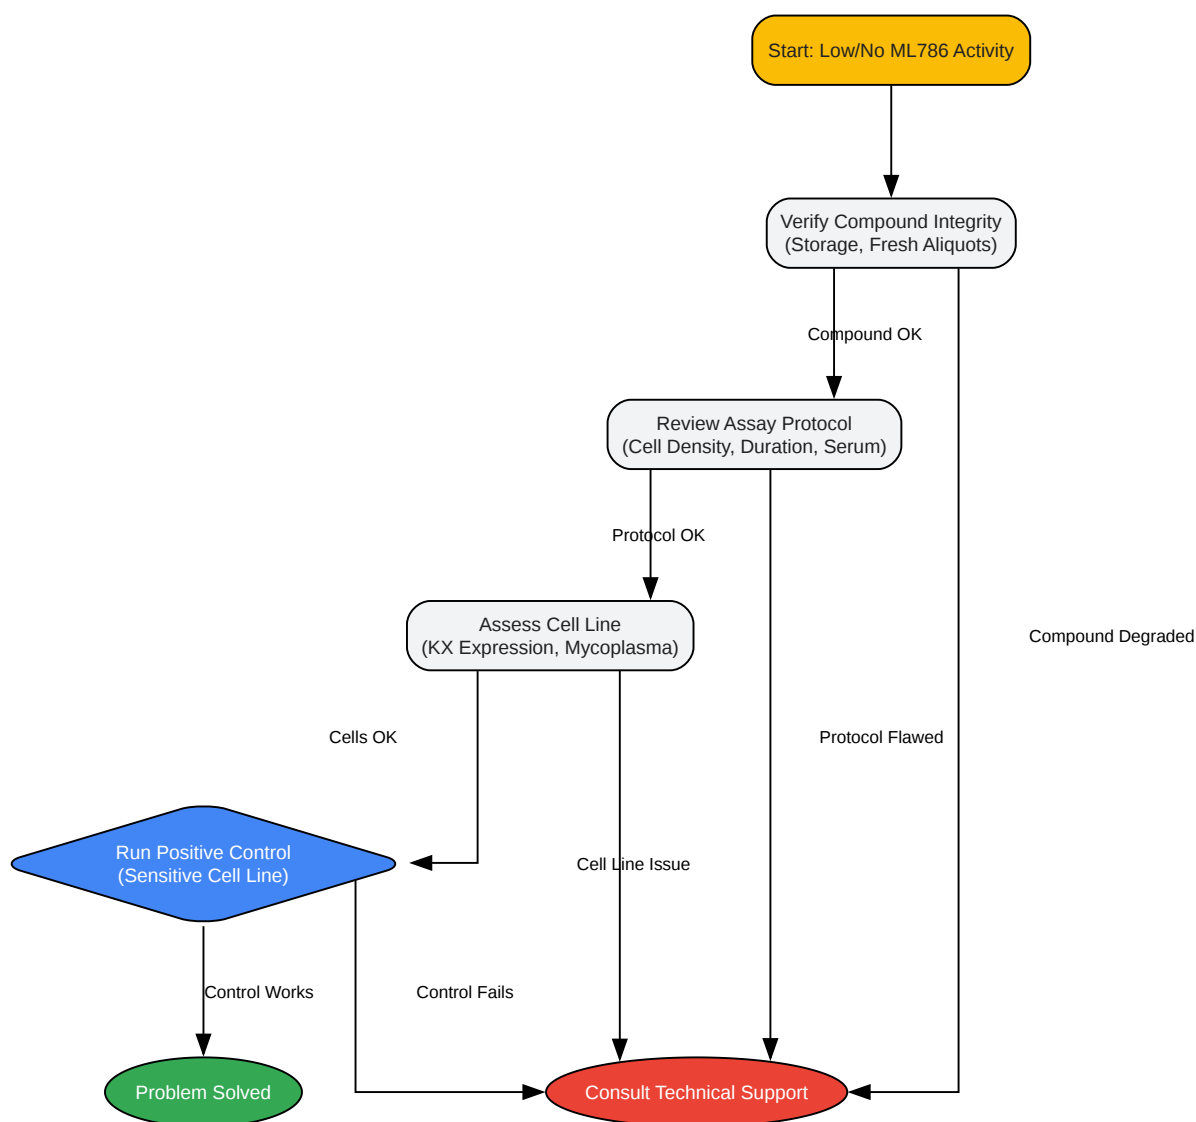 Start: Low/No ML786 Activity
Verify Compound Integrity
(Storage, Fresh Aliquots)
Compound OK
Review Assay Protocol
(Cell Density, Duration, Serum)
Protocol OK
Assess Cell Line
(KX Expression, Mycoplasma)
Compound Degraded
Cells OK
Protocol Flawed
Run Positive Control
(Sensitive Cell Line)
Cell Line Issue
Control Works
Control Fails
Problem Solved
Consult Technical Support